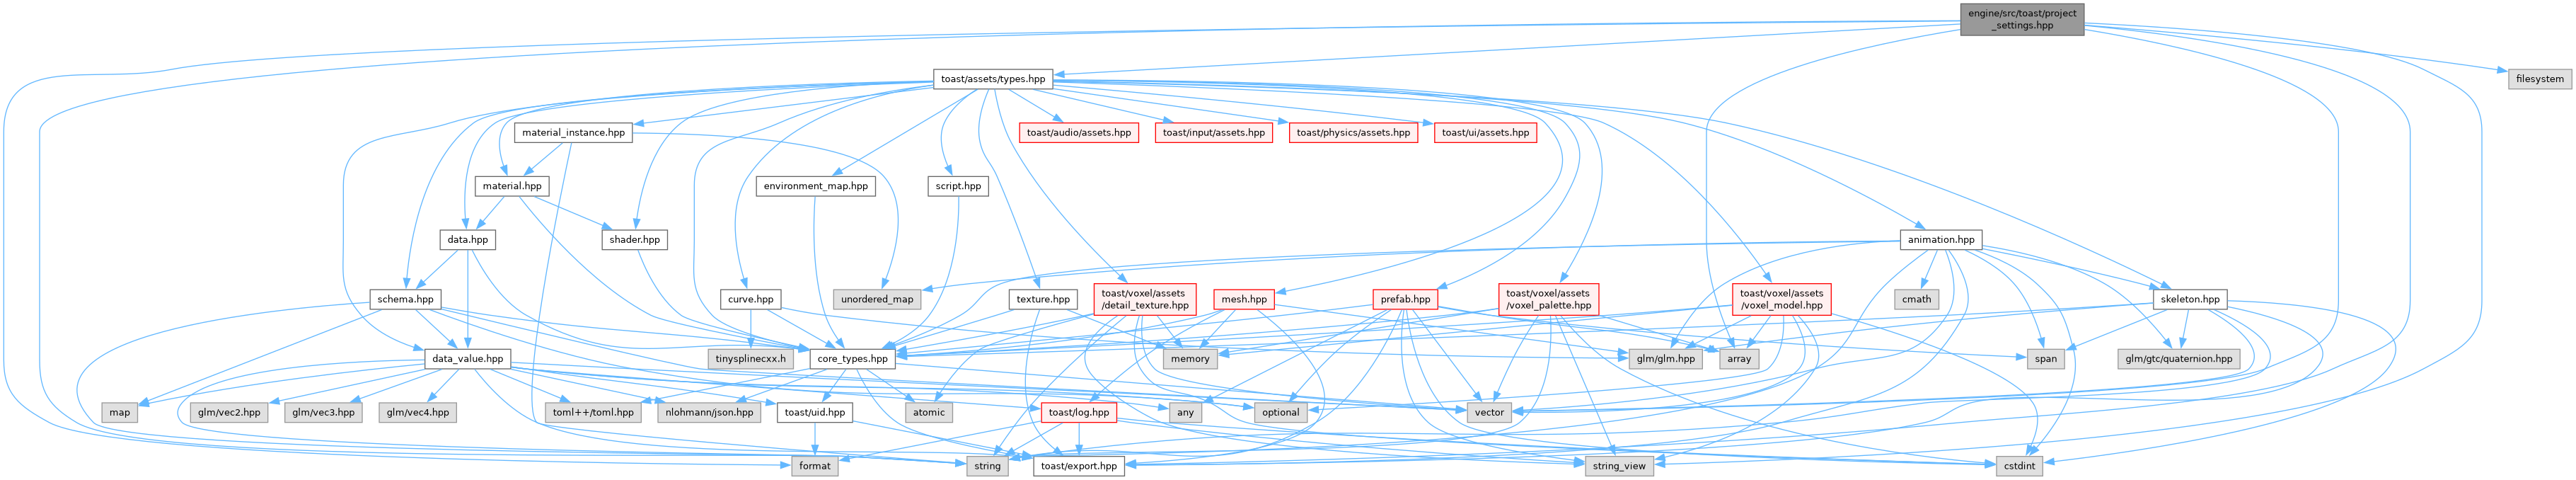 engine/src/toast/project
_settings.hpp
toast/assets/types.hpp
filesystem
material_instance.hpp
toast/audio/assets.hpp
toast/input/assets.hpp
toast/physics/assets.hpp
toast/ui/assets.hpp
material.hpp
environment_map.hpp
script.hpp
data.hpp
shader.hpp
animation.hpp
schema.hpp
unordered_map
curve.hpp
texture.hpp
toast/voxel/assets
/detail_texture.hpp
mesh.hpp
prefab.hpp
toast/voxel/assets
/voxel_palette.hpp
toast/voxel/assets
/voxel_model.hpp
cmath
skeleton.hpp
data_value.hpp
tinysplinecxx.h
core_types.hpp
memory
glm/glm.hpp
array
span
glm/gtc/quaternion.hpp
map
glm/vec2.hpp
glm/vec3.hpp
glm/vec4.hpp
toml++/toml.hpp
nlohmann/json.hpp
toast/uid.hpp
atomic
toast/log.hpp
any
optional
vector
format
string
toast/export.hpp
string_view
cstdint